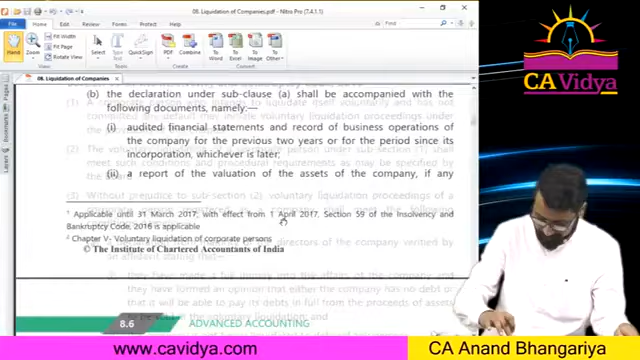 08. Liquidation of Companies.pdf - Nitro Pro 7 (7.4.1.1)
File
Home
Edit
Find
Hand
Zoom
Fit Page
Fit Width
Rotate View
Select
Type Text
QuickSign
PDF
Combine
To Word
To Excel
To Image
To Other
08. Liquidation of Companies
Pages
Bookmarks
(b) the declaration under sub-clause (a) shall be accompanied with the
following documents, namely:—
(i) audited financial statements and record of business operations of
the company for the previous two years or for the period since its
incorporation, whichever is later;
(ii) a report of the valuation of the assets of the company, if any
1 Applicable until 31 March 2017; with effect from 1 April 2017, Section 59 of the Insolvency and
Bankruptcy Code, 2016 is applicable
2 Chapter V- Voluntary liquidation of corporate persons
© The Institute of Chartered Accountants of India
8.6 ADVANCED ACCOUNTING
CA Vidya
www.cavidya.com
CA Anand Bhangariya